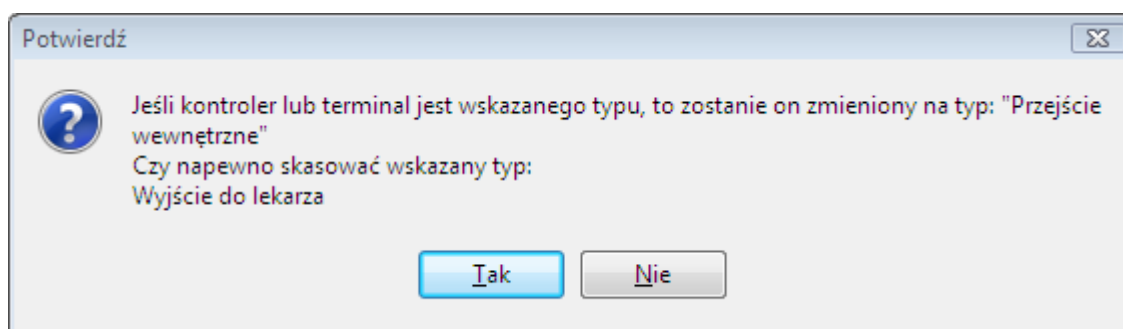 Potwierdź
Jeśli kontroler lub terminal jest wskazanego typu, to zostanie on zmieniony na typ: "Przejście
wewnętrzne"
Czy napewno skasować wskazany typ:
Wyjście do lekarza
Tak
Nie